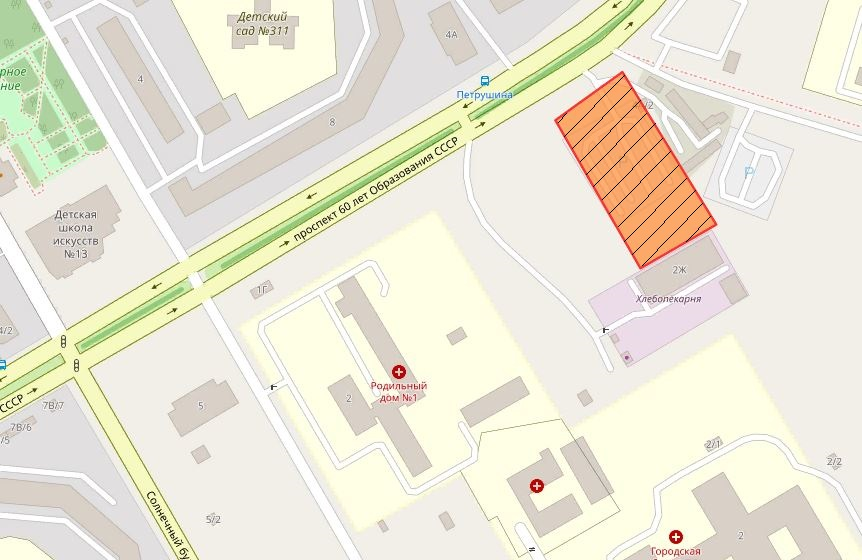 Детский
сад №311
4А
4
8
Петрушина
проспект 60 лет Образования СССР
Детская
школа
искусств
№13
2Ж
Хлебопекарня
P
1Г
Родильный
дом №1
2
5
СССР
7В/7
7В/6
5/2
Солнечный бу
2/1
2/2
2
Городская